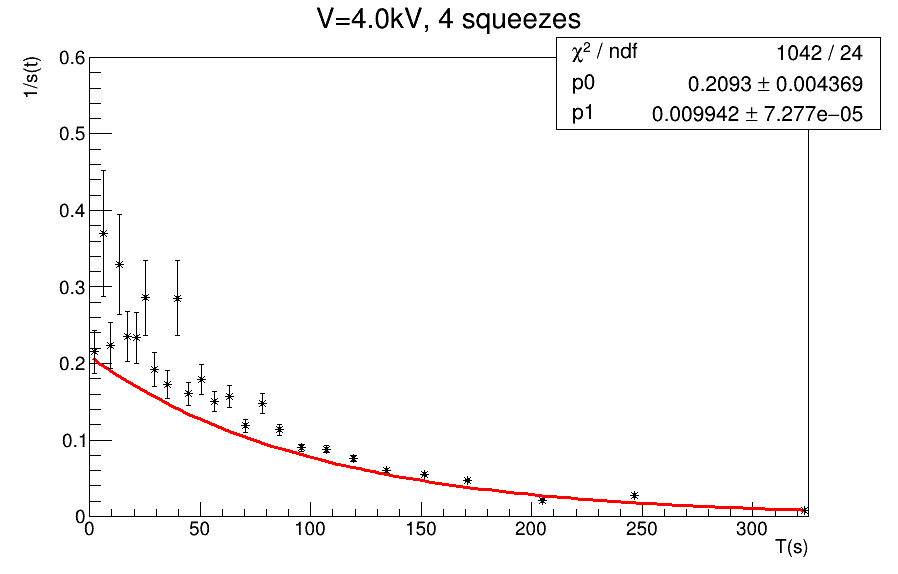 V=4.0kV, 4 squeezes
χ² / ndf 1042 / 24
p0 0.2093 ± 0.004369
p1 0.009942 ± 7.277e−05
1/s(t)
0.6
0.5
0.4
0.3
0.2
0.1
0
0 50 100 150 200 250 300
T(s)